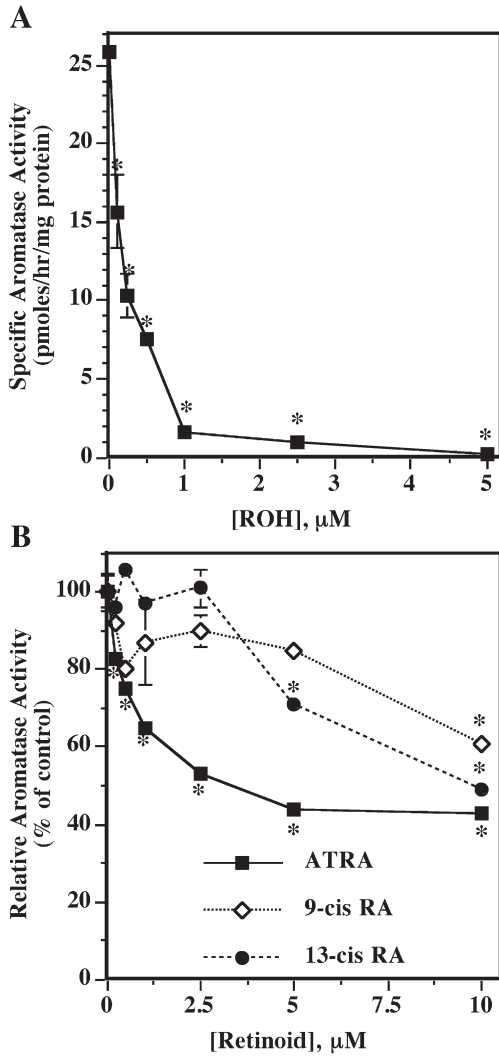 A
Specific Aromatase Activity
(pmoles/hr/mg protein)
25
20
15
10
5
0
*
*
*
*
*
*
0 1 2 3 4 5
[ROH], µM
B
Relative Aromatase Activity
(% of control)
100
80
60
40
20
0
*
*
*
*
*
*
*
*
*
ATRA
9-cis RA
13-cis RA
0 2.5 5 7.5 10
[Retinoid], µM